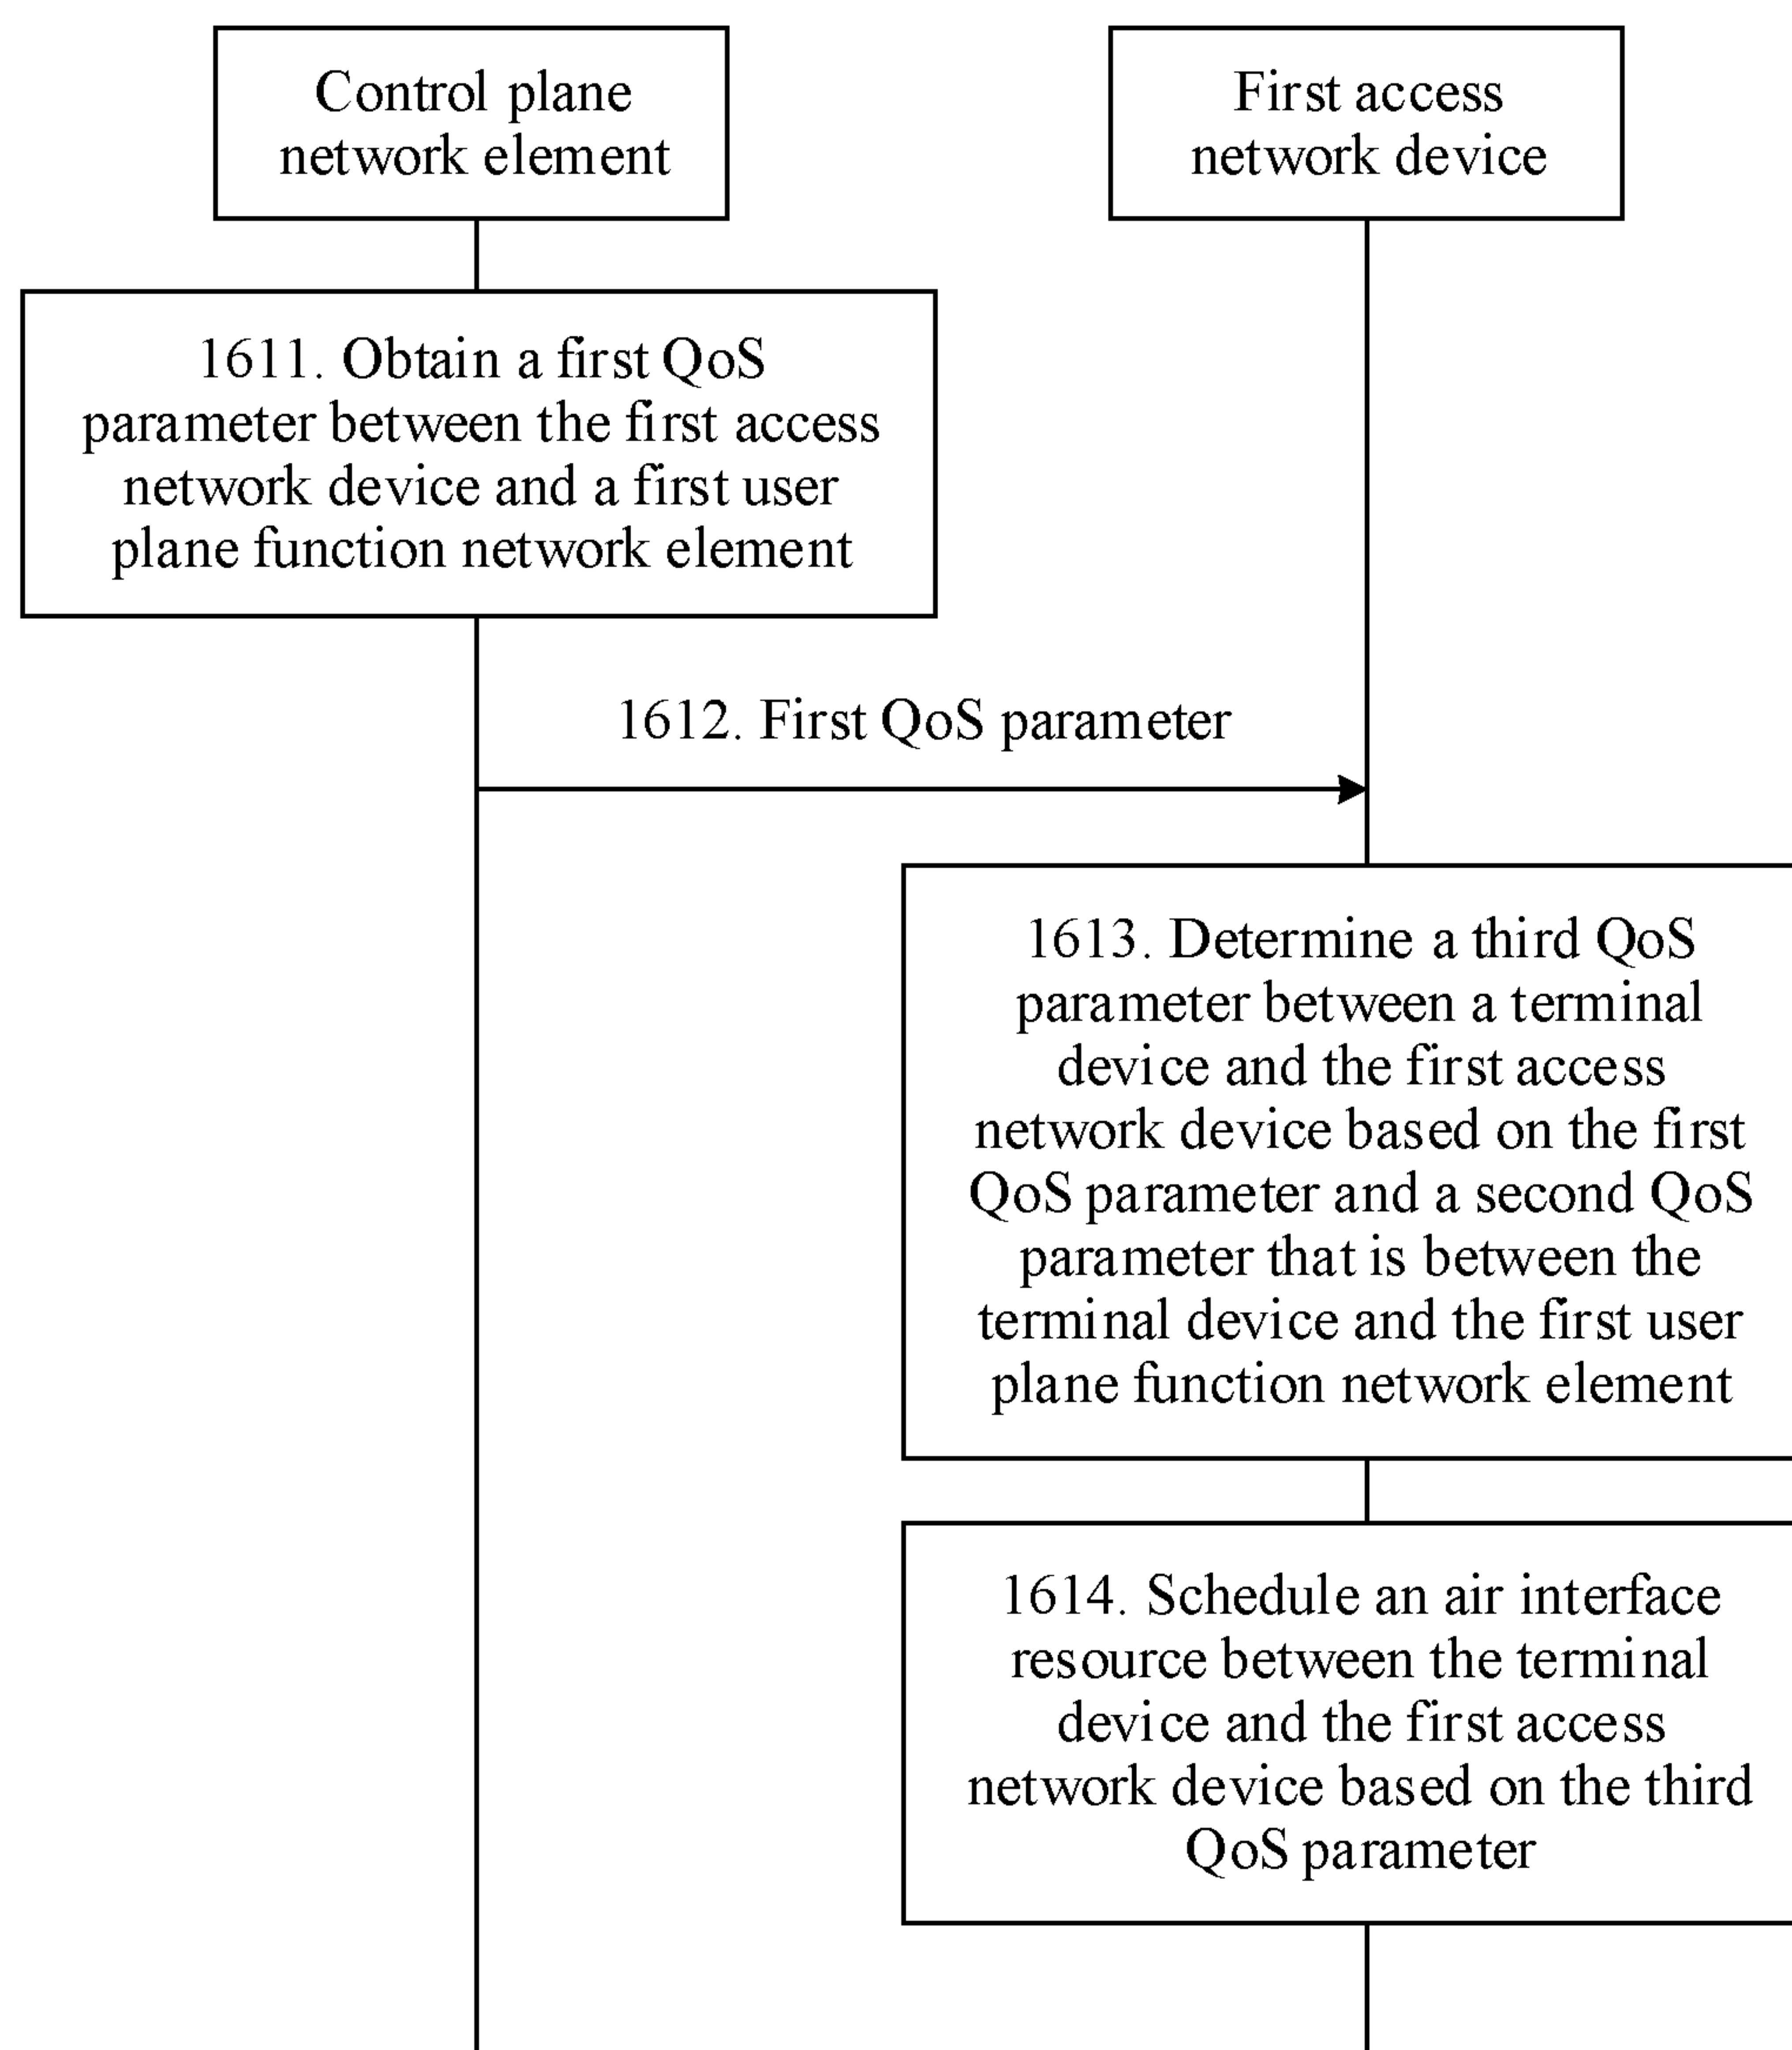 Control plane
network element
First access
network device
1611. Obtain a first QoS
parameter between the first access
network device and a first user
plane function network element
1612. First QoS parameter
1613. Determine a third QoS
parameter between a terminal
device and the first access
network device based on the first
QoS parameter and a second QoS
parameter that is between the
terminal device and the first user
plane function network element
1614. Schedule an air interface
resource between the terminal
device and the first access
network device based on the third
QoS parameter